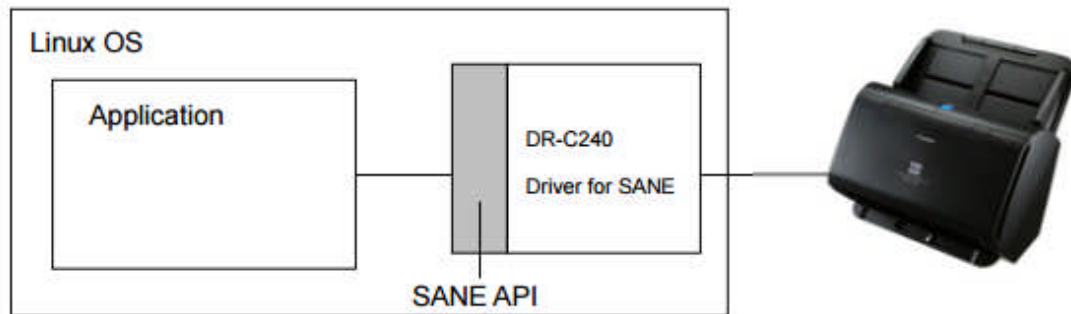 Linux OS
Application
DR-C240
Driver for SANE
SANE API